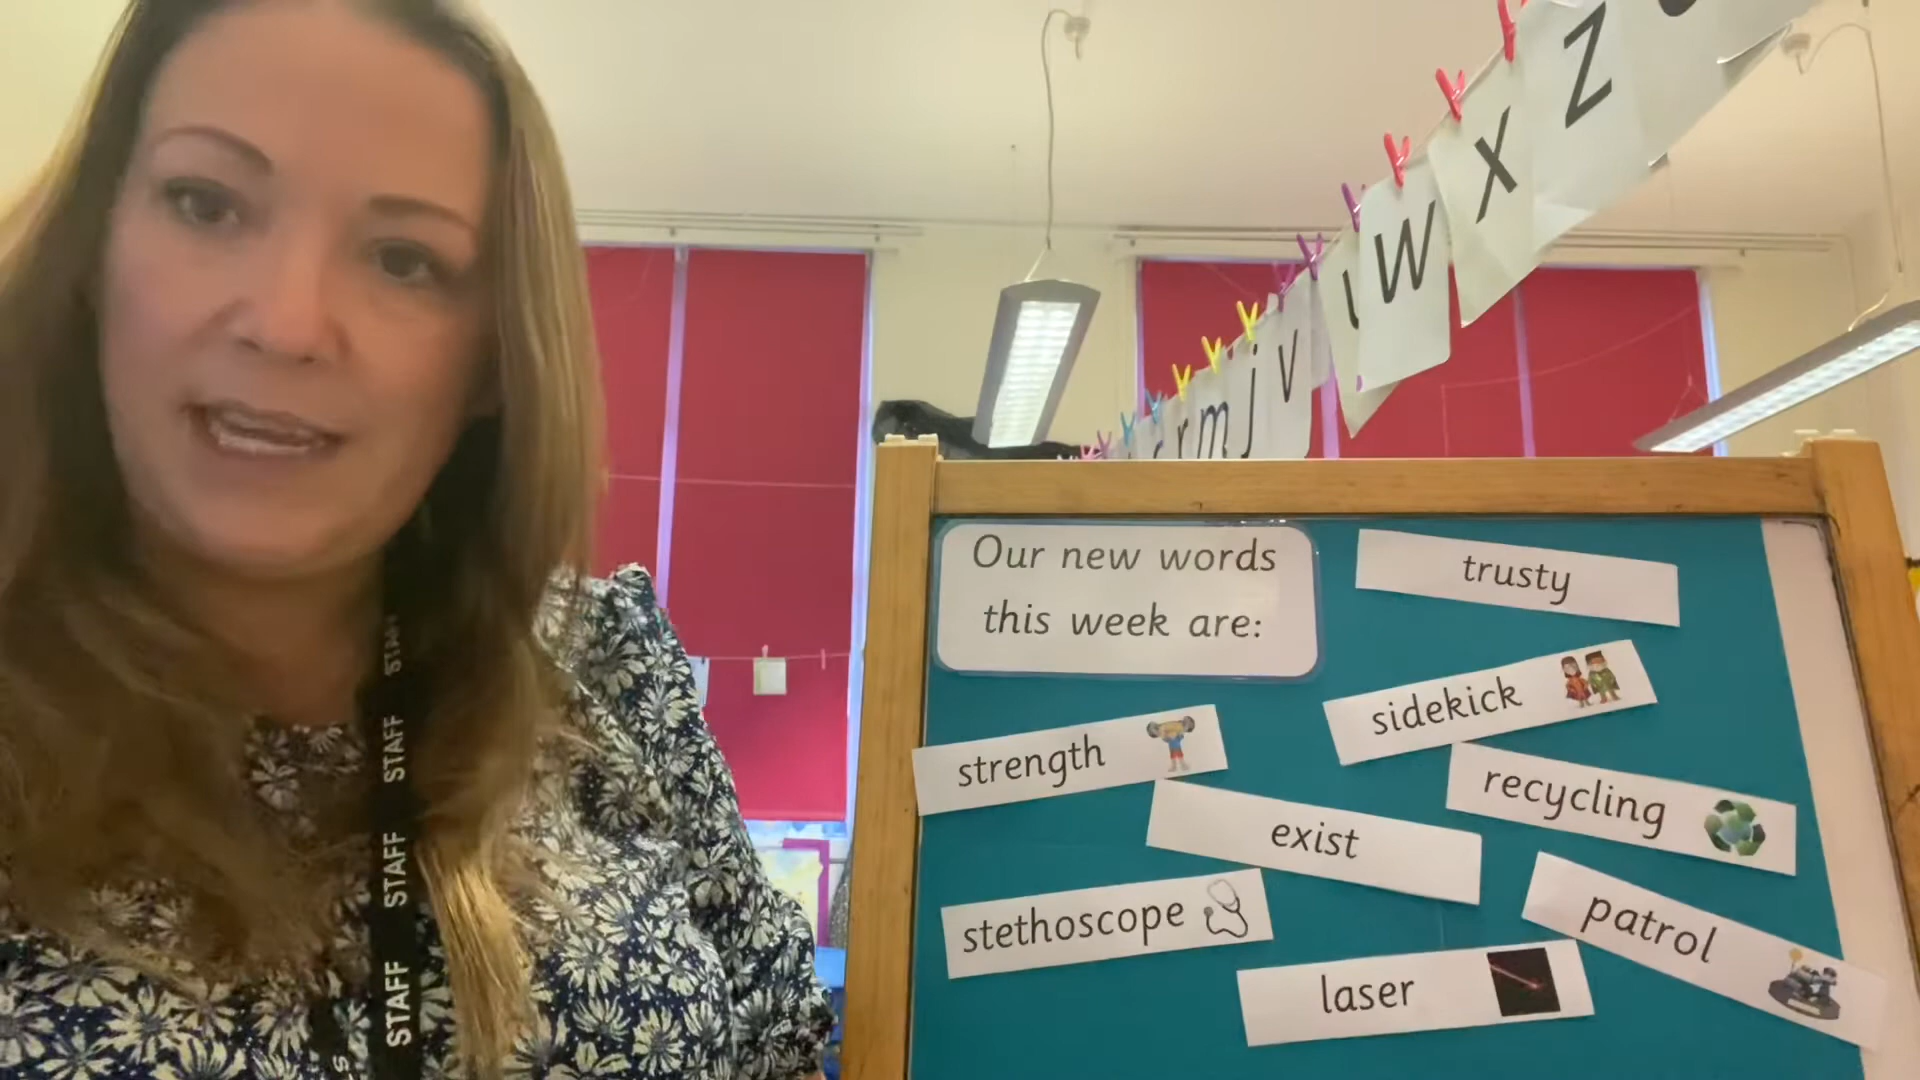 Z
X
W
r m j v
Our new words
this week are:
trusty
sidekick
strength
recycling
exist
stethoscope
patrol
laser
STAFF
STAFF
STAFF
STAFF